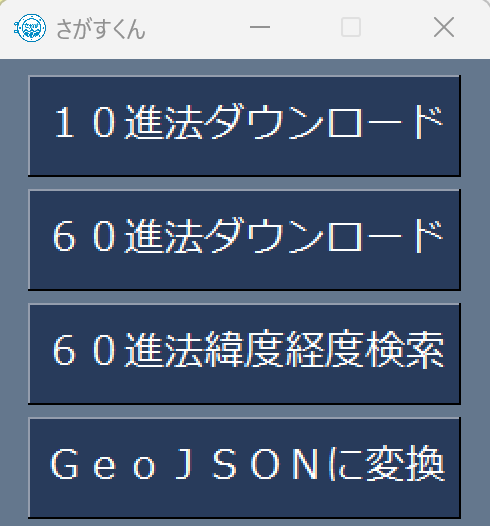 さがすくん
１０進法ダウンロード
６０進法ダウンロード
６０進法緯度経度検索
ＧｅｏＪＳＯＮに変換